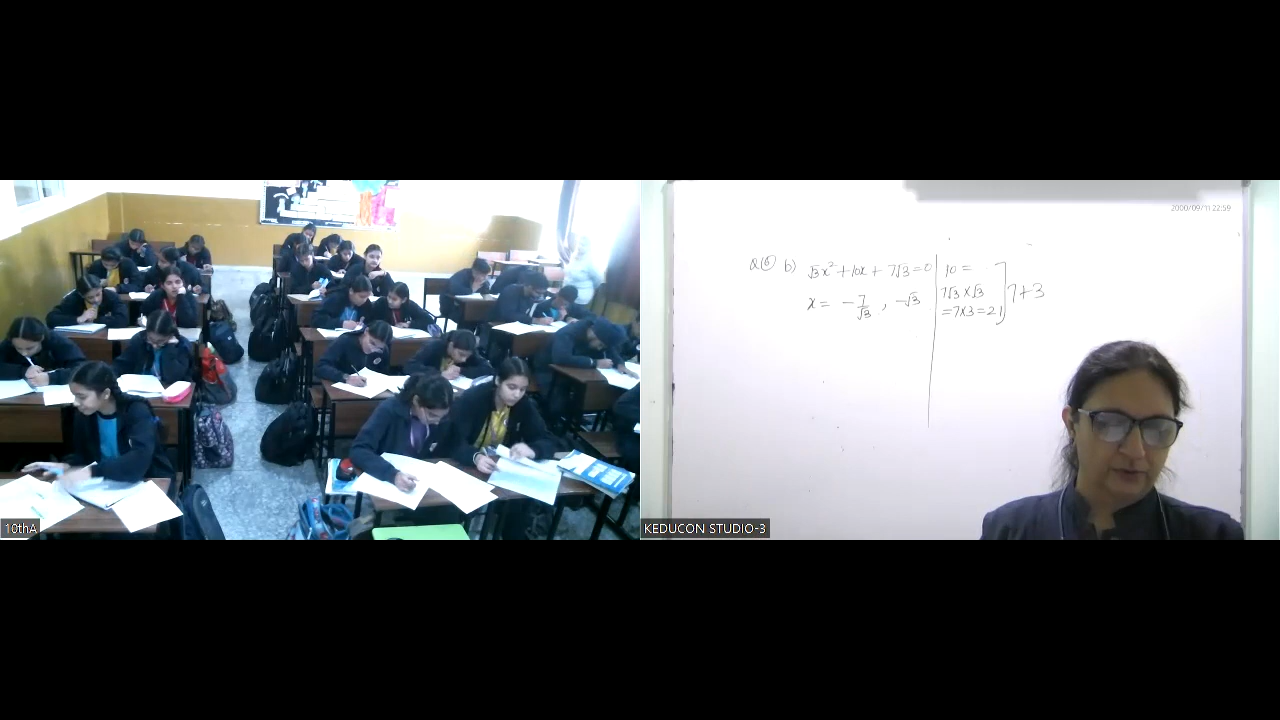 2000/09/11 22:59
Q⑥ b) √3x² + 10x + 7√3 = 0
x = -7/√3 , -√3
10 =
7√3 × √3
= 7×3 = 21
7+3
10thA
KEDUCON STUDIO-3